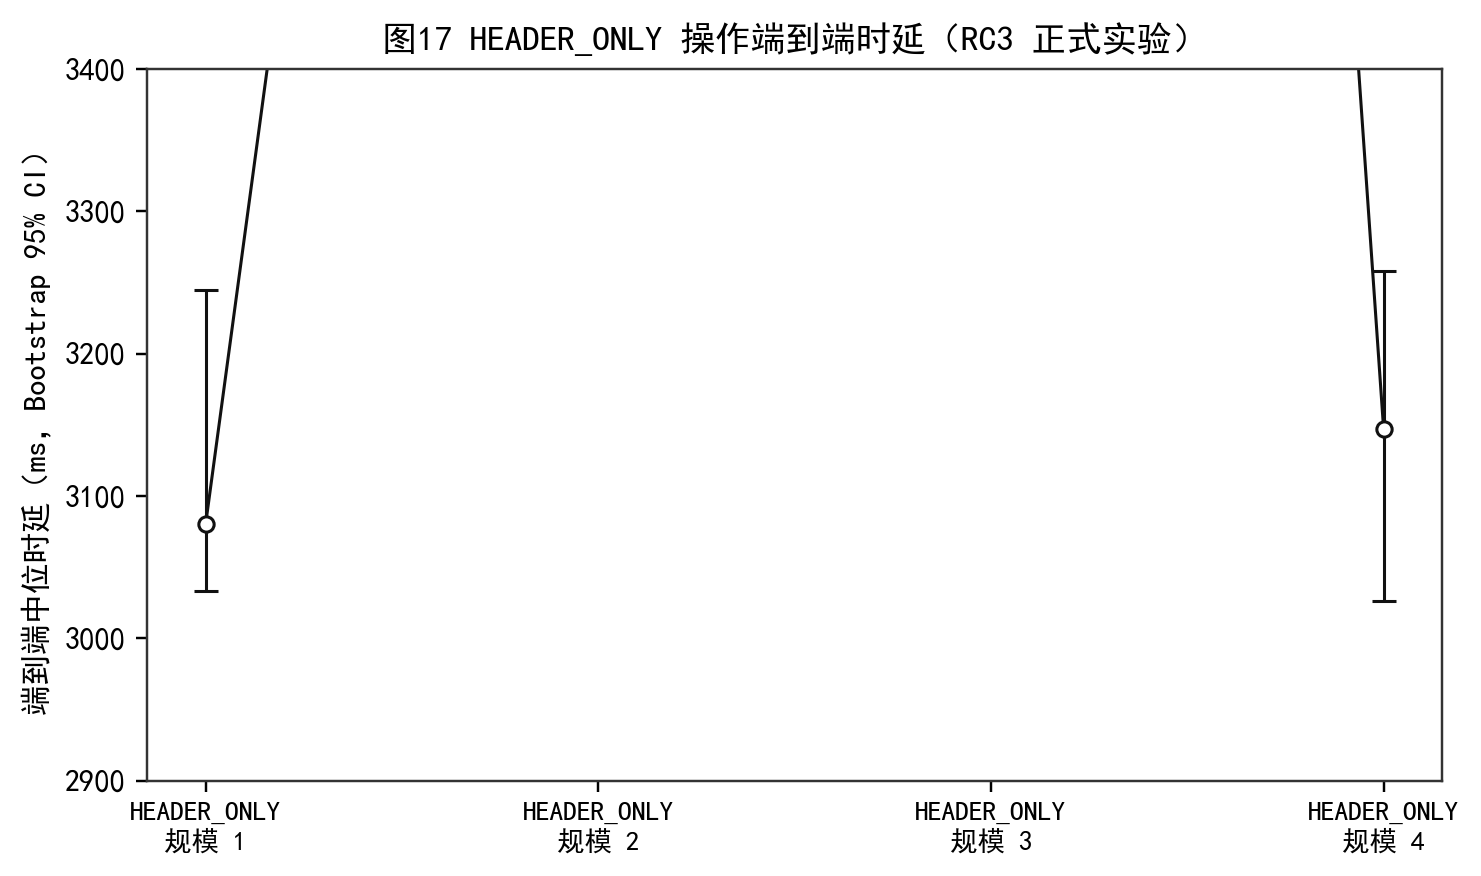 图17 HEADER_ONLY 操作端到端时延（RC3 正式实验）
端到端中位时延（ms, Bootstrap 95% CI）
3400
3300
3200
3100
3000
2900
HEADER_ONLY
规模 1
HEADER_ONLY
规模 2
HEADER_ONLY
规模 3
HEADER_ONLY
规模 4